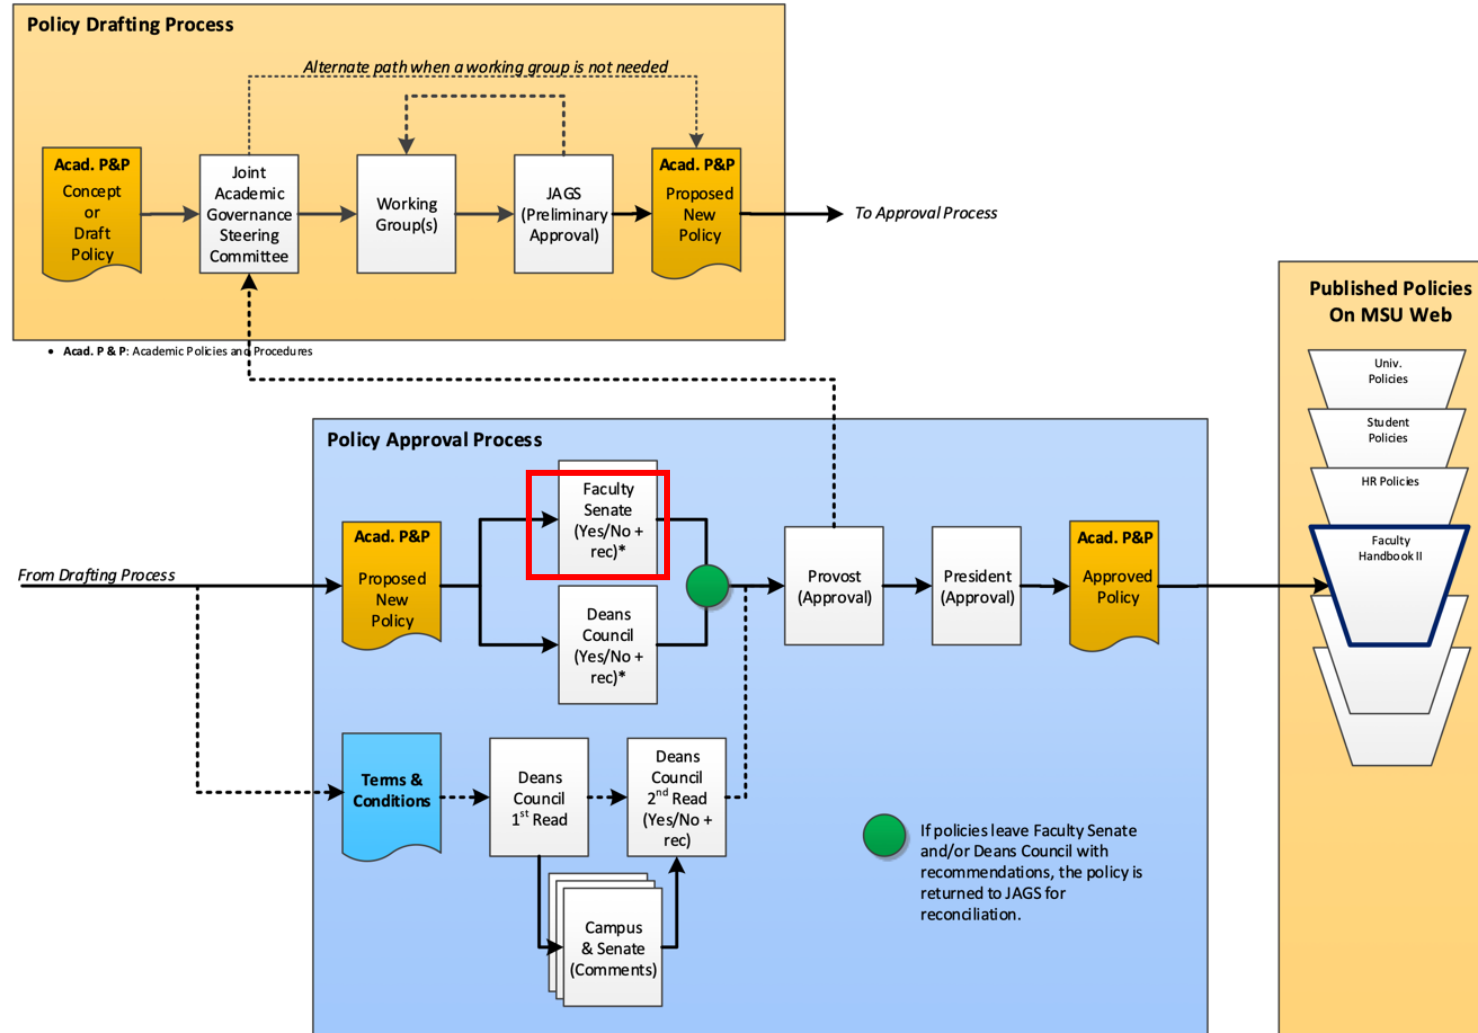 Policy Drafting Process
Alternate path when a working group is not needed
Acad. P&P
Concept
or
Draft
Policy
Joint
Academic
Governance
Steering
Committee
Working
Group(s)
JAGS
(Preliminary
Approval)
Acad. P&P
Proposed
New
Policy
To Approval Process
• Acad. P & P: Academic Policies and Procedures
Published Policies
On MSU Web
Univ.
Policies
Student
Policies
HR Policies
Faculty
Handbook II
Policy Approval Process
From Drafting Process
Acad. P&P
Proposed
New
Policy
Faculty
Senate
(Yes/No +
rec)*
Deans
Council
(Yes/No +
rec)*
Provost
(Approval)
President
(Approval)
Acad. P&P
Approved
Policy
Terms &
Conditions
Deans
Council
1st Read
Deans
Council
2nd Read
(Yes/No +
rec)
Campus
& Senate
(Comments)
If policies leave Faculty Senate
and/or Deans Council with
recommendations, the policy is
returned to JAGS for
reconciliation.